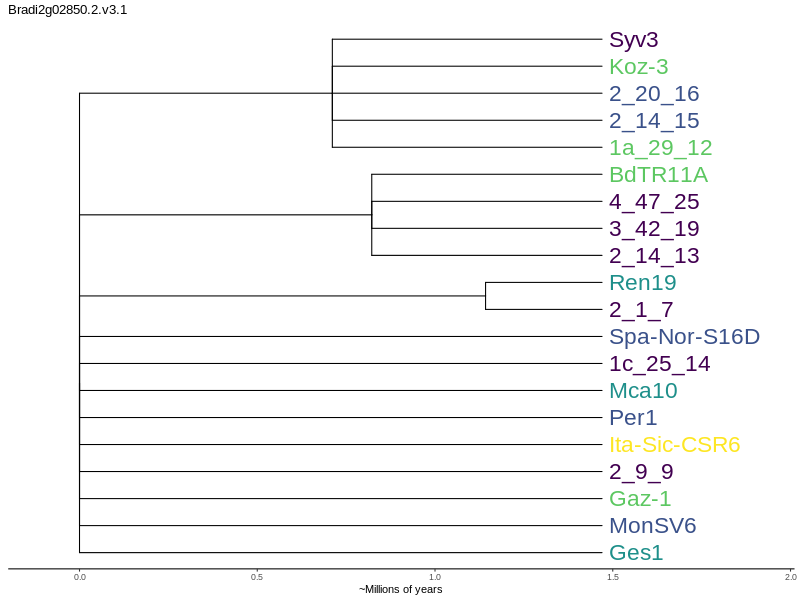 Bradi2g02850.2.v3.1
Syv3
Koz-3
2_20_16
2_14_15
1a_29_12
BdTR11A
4_47_25
3_42_19
2_14_13
Ren19
2_1_7
Spa-Nor-S16D
1c_25_14
Mca10
Per1
Ita-Sic-CSR6
2_9_9
Gaz-1
MonSV6
Ges1
0.0 0.5 1.0 1.5 2.0
~Millions of years